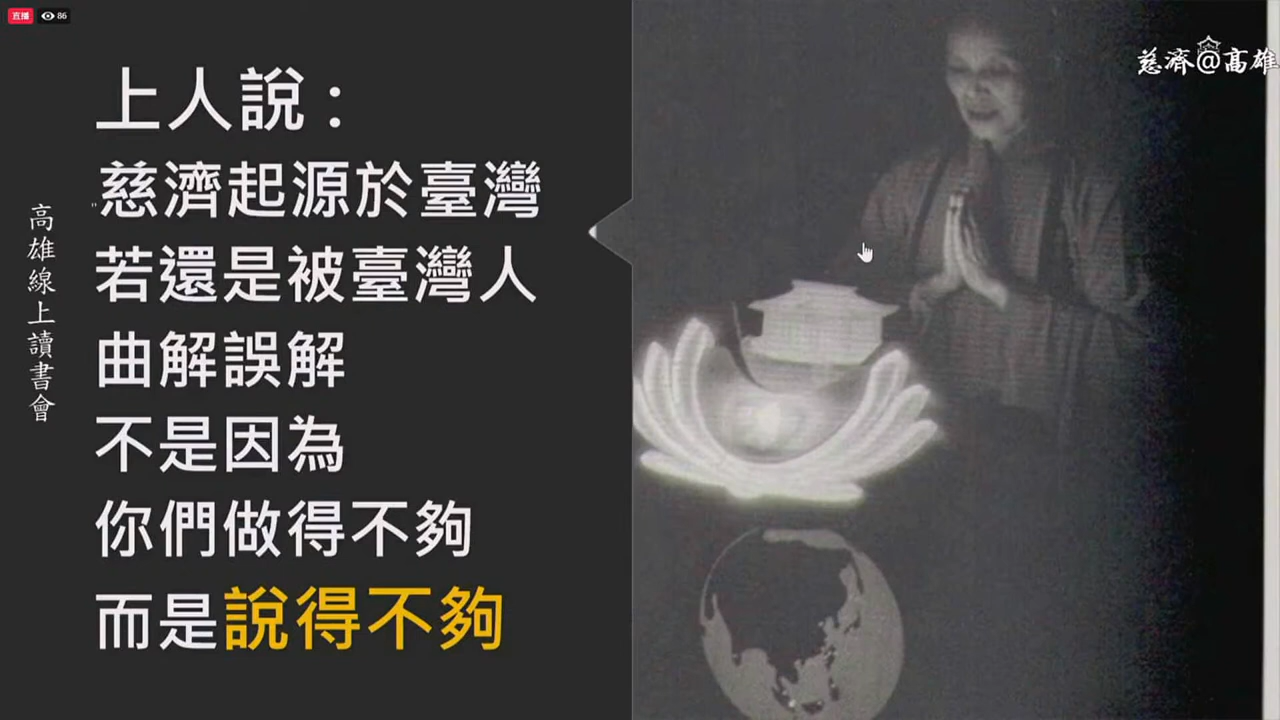 直播
86
慈濟@高雄
高雄線上讀書會
上人說：
"慈濟起源於臺灣
若還是被臺灣人
曲解誤解
不是因為
你們做得不夠
而是說得不夠